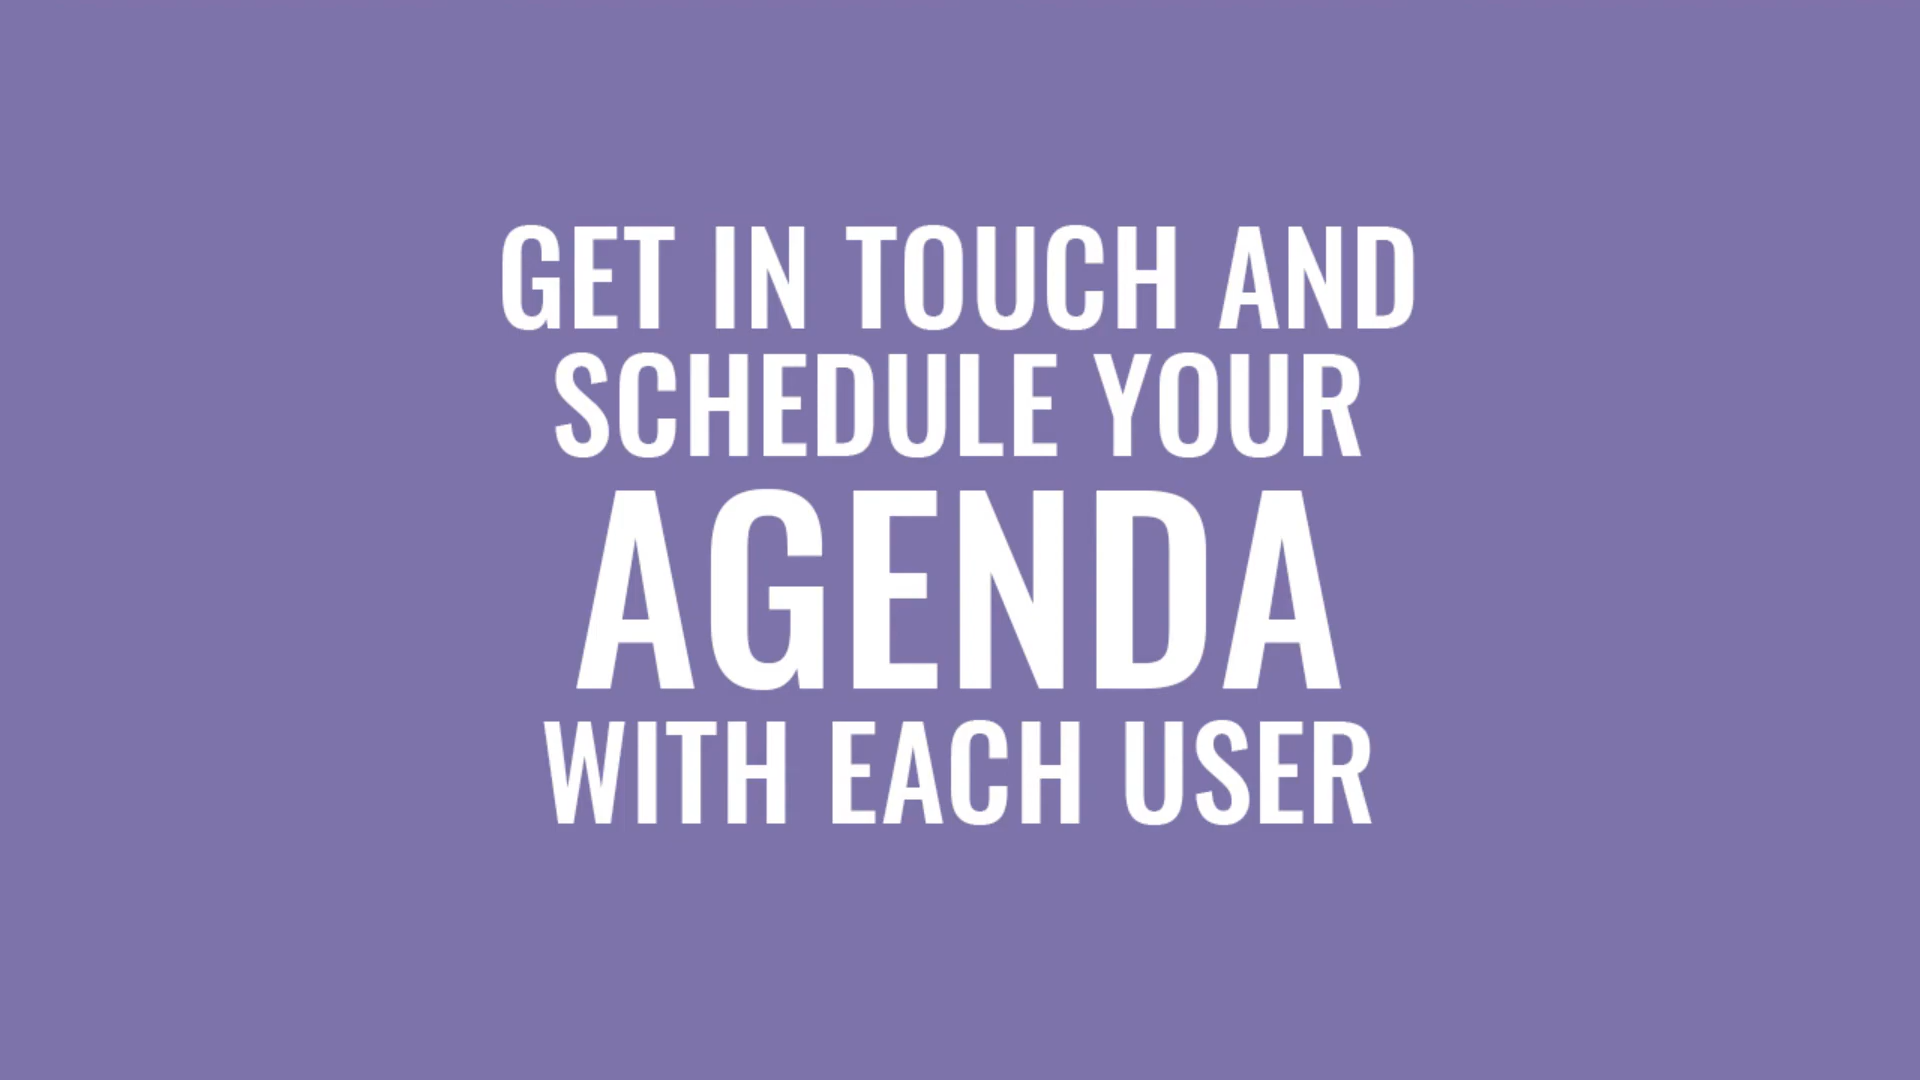 GET IN TOUCH AND
SCHEDULE YOUR
AGENDA
WITH EACH USER